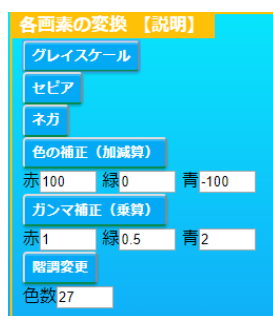 各画素の変換 【説明】
グレイスケール
セピア
ネガ
色の補正（加減算）
赤100 緑0 青-100
ガンマ補正（乗算）
赤1 緑0.5 青2
階調変更
色数27